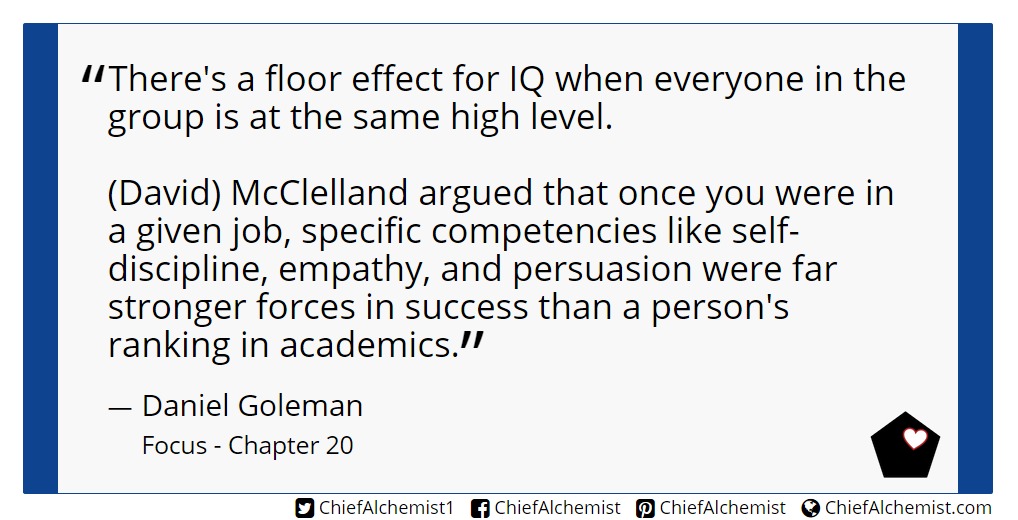 “There's a floor effect for IQ when everyone in the
group is at the same high level.
(David) McClelland argued that once you were in
a given job, specific competencies like self-
discipline, empathy, and persuasion were far
stronger forces in success than a person's
ranking in academics.”
— Daniel Goleman
Focus - Chapter 20
ChiefAlchemist1 ChiefAlchemist ChiefAlchemist ChiefAlchemist.com